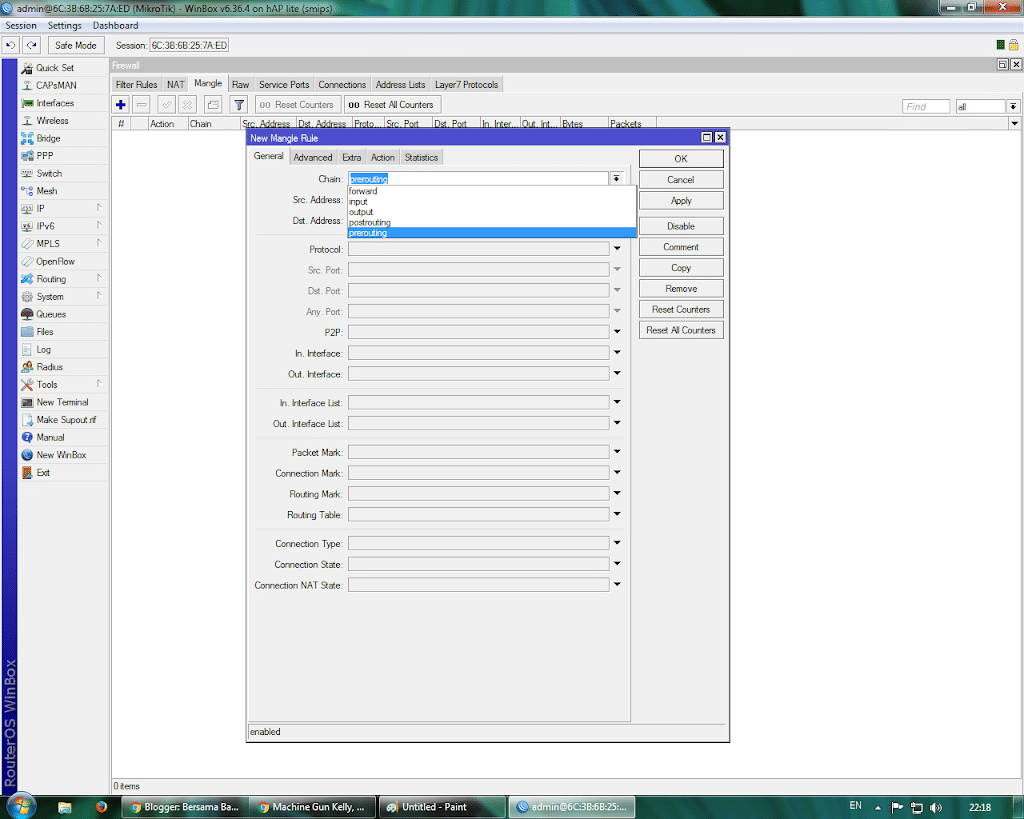 admin@6C:3B:6B:25:7A:ED (MikroTik) - WinBox v6.36.4 on hAP lite (smips)
Session Settings Dashboard
Safe Mode Session: 6C:3B:6B:25:7A:ED
Quick Set
CAPsMAN
Interfaces
Wireless
Bridge
PPP
Switch
Mesh
IP
IPv6
MPLS
OpenFlow
Routing
System
Queues
Files
Log
Radius
Tools
New Terminal
Make Supout.rif
Manual
New WinBox
Exit
RouterOS WinBox
Firewall
Filter Rules NAT Mangle Raw Service Ports Connections Address Lists Layer7 Protocols
00 Reset Counters 00 Reset All Counters Find all
# Action Chain Src. Address Dst. Address Proto... Src. Port Dst. Port In. Inter... Out. Int... Bytes Packets
New Mangle Rule
General Advanced Extra Action Statistics
Chain: prerouting
forward
input
output
postrouting
prerouting
Src. Address:
Dst. Address:
Protocol:
Src. Port:
Dst. Port:
Any. Port:
P2P:
In. Interface:
Out. Interface:
In. Interface List:
Out. Interface List:
Packet Mark:
Connection Mark:
Routing Mark:
Routing Table:
Connection Type:
Connection State:
Connection NAT State:
OK
Cancel
Apply
Disable
Comment
Copy
Remove
Reset Counters
Reset All Counters
enabled
0 items
Blogger: Bersama Ba... Machine Gun Kelly, ... Untitled - Paint admin@6C:3B:6B:25:... EN 22:18